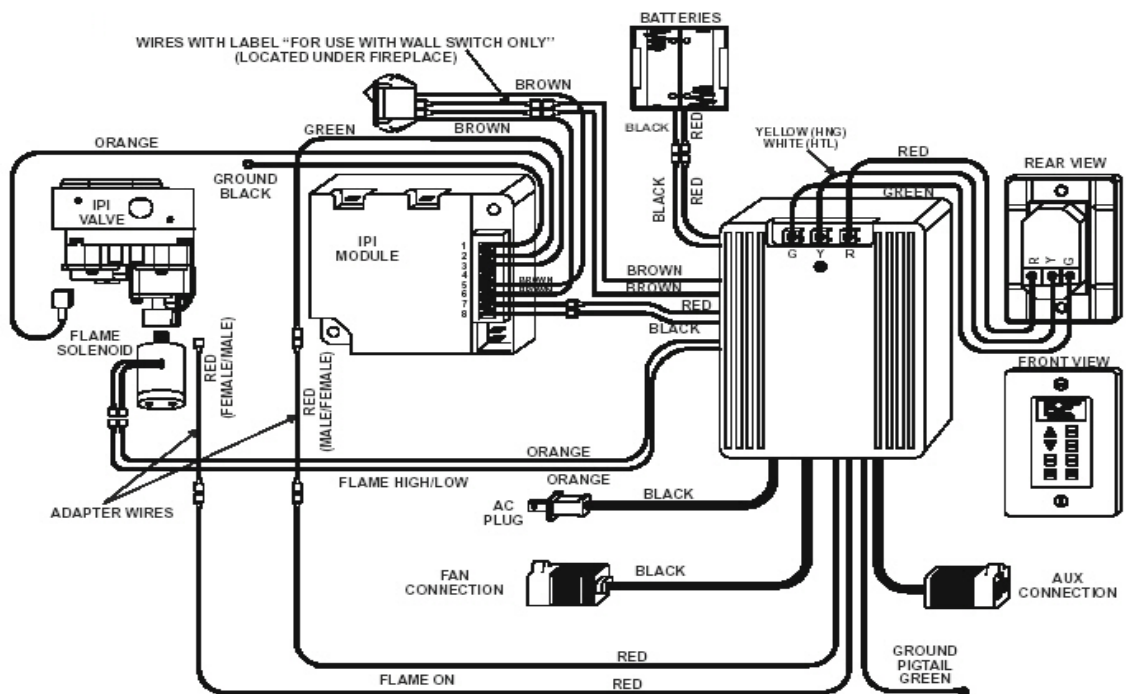 BATTERIES
WIRES WITH LABEL "FOR USE WITH WALL SWITCH ONLY"
(LOCATED UNDER FIREPLACE)
BROWN
BLACK
RED
YELLOW (HNG)
WHITE (HTL)
RED
REAR VIEW
GREEN
BROWN
ORANGE
GROUND
BLACK
BLACK
RED
GREEN
IPI
VALVE
IPI
MODULE
1
2
3
4
5
6
7
8
BROWN
BROWN
G Y R
R Y G
BROWN
BROWN
RED
BLACK
FLAME
SOLENOID
RED
(FEMALE/MALE)
RED
(MALE/FEMALE)
FRONT VIEW
ORANGE
FLAME HIGH/LOW
ORANGE
ADAPTER WIRES
AC
PLUG
BLACK
FAN
CONNECTION
BLACK
AUX
CONNECTION
RED
GROUND
PIGTAIL
GREEN
FLAME ON
RED